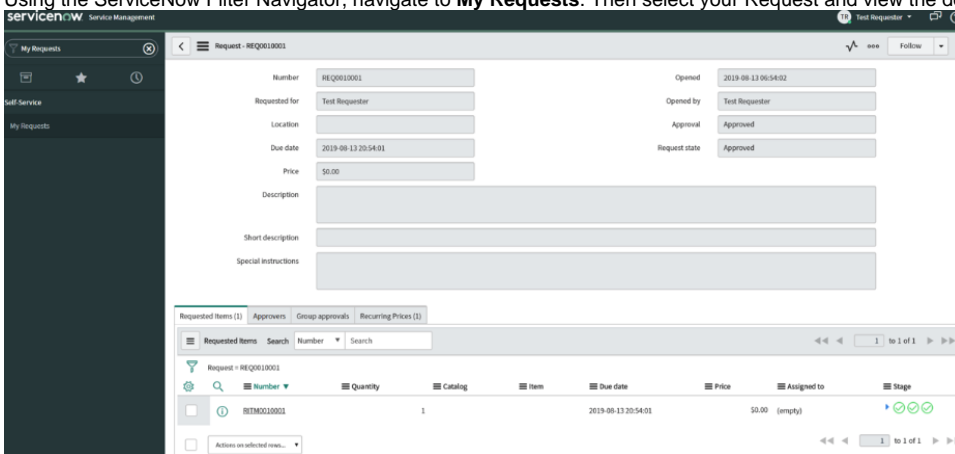 Using the ServiceNow Filter Navigator, navigate to My Requests. Then select your Request and view the de
servicenow Service Management
TR Test Requester
My Requests
Request - REQ0010001
Follow
Self-Service
My Requests
Number REQ0010001 Opened 2019-08-13 06:54:02
Requested for Test Requester Opened by Test Requester
Location Approval Approved
Due date 2019-08-13 20:54:01 Request state Approved
Price $0.00
Description
Short description
Special instructions
Requested Items (1) Approvers Group approvals Recurring Prices (1)
Requested Items Search Number Search 1 to 1 of 1
Request = REQ0010001
Number Quantity Catalog Item Due date Price Assigned to Stage
RITM0010001 1 2019-08-13 20:54:01 $0.00 (empty)
Actions on selected rows... 1 to 1 of 1